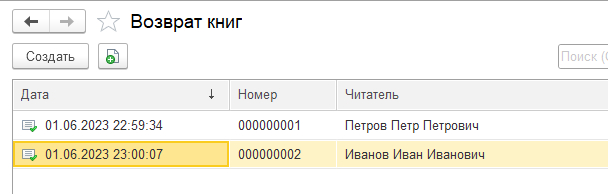 Возврат книг
Создать
Поиск (
Дата Номер Читатель
01.06.2023 22:59:34 000000001 Петров Петр Петрович
01.06.2023 23:00:07 000000002 Иванов Иван Иванович